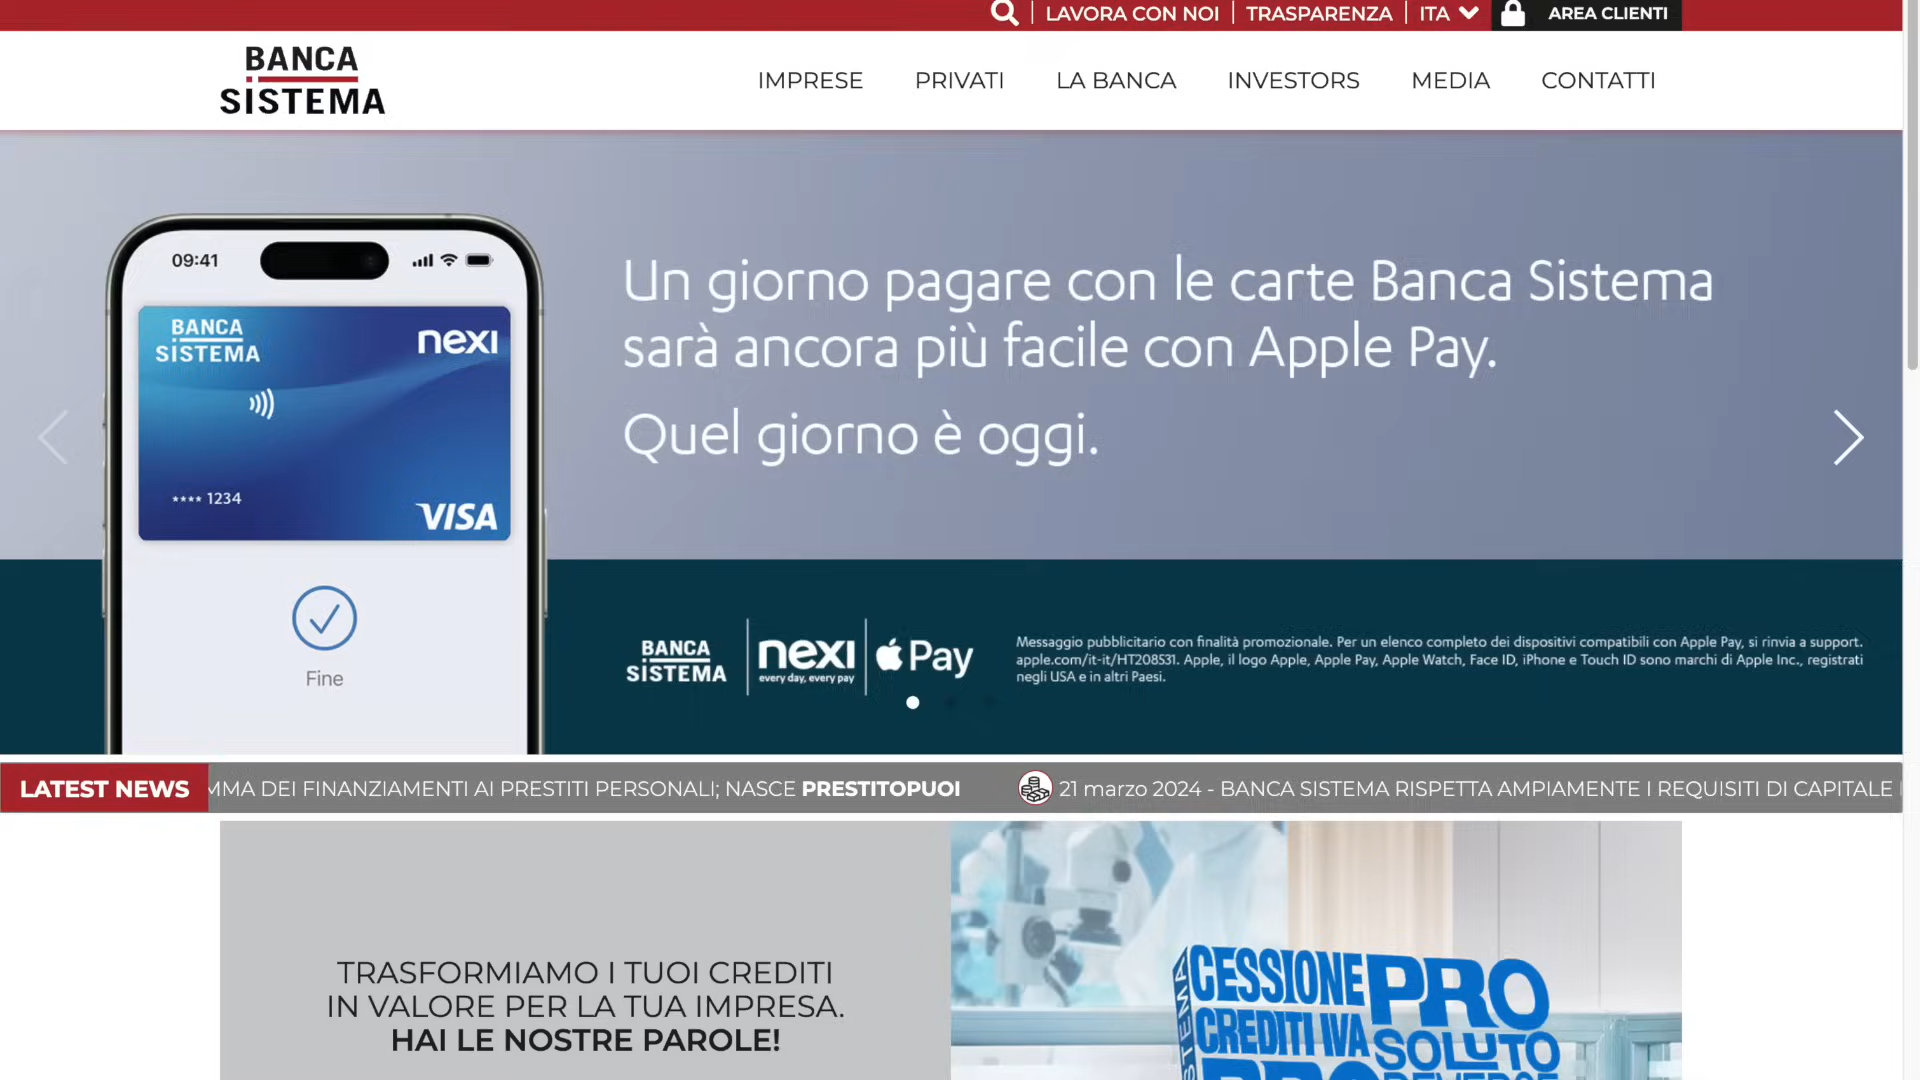 LAVORA CON NOI
TRASPARENZA
ITA
AREA CLIENTI
BANCA
SISTEMA
IMPRESE
PRIVATI
LA BANCA
INVESTORS
MEDIA
CONTATTI
09:41
BANCA
SISTEMA
nexi
**** 1234
VISA
Fine
Un giorno pagare con le carte Banca Sistema
sarà ancora più facile con Apple Pay.
Quel giorno è oggi.
BANCA
SISTEMA
nexi
every day, every pay
Pay
Messaggio pubblicitario con finalità promozionale. Per un elenco completo dei dispositivi compatibili con Apple Pay, si rinvia a support.
apple.com/it-it/HT208531. Apple, il logo Apple, Apple Pay, Apple Watch, Face ID, iPhone e Touch ID sono marchi di Apple Inc., registrati
negli USA e in altri Paesi.
LATEST NEWS
MMA DEI FINANZIAMENTI AI PRESTITI PERSONALI; NASCE PRESTITOPUOI
21 marzo 2024 - BANCA SISTEMA RISPETTA AMPIAMENTE I REQUISITI DI CAPITALE
TRASFORMIAMO I TUOI CREDITI
IN VALORE PER LA TUA IMPRESA.
HAI LE NOSTRE PAROLE!
CESSIONE
PRO
CREDITI IVA
SOLUTO